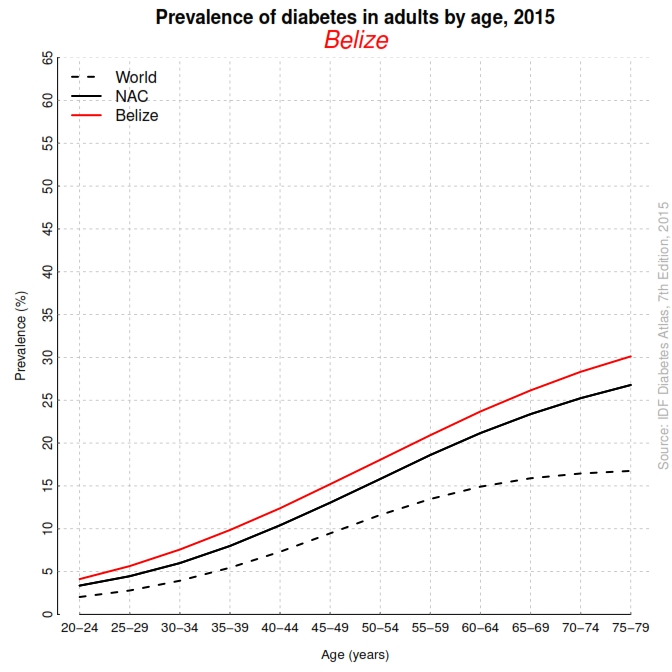 Prevalence of diabetes in adults by age, 2015
Belize
World
NAC
Belize
65
60
55
50
45
40
35
30
25
20
15
10
5
0
Prevalence (%)
20–24 25–29 30–34 35–39 40–44 45–49 50–54 55–59 60–64 65–69 70–74 75–79
Age (years)
Source: IDF Diabetes Atlas, 7th Edition, 2015